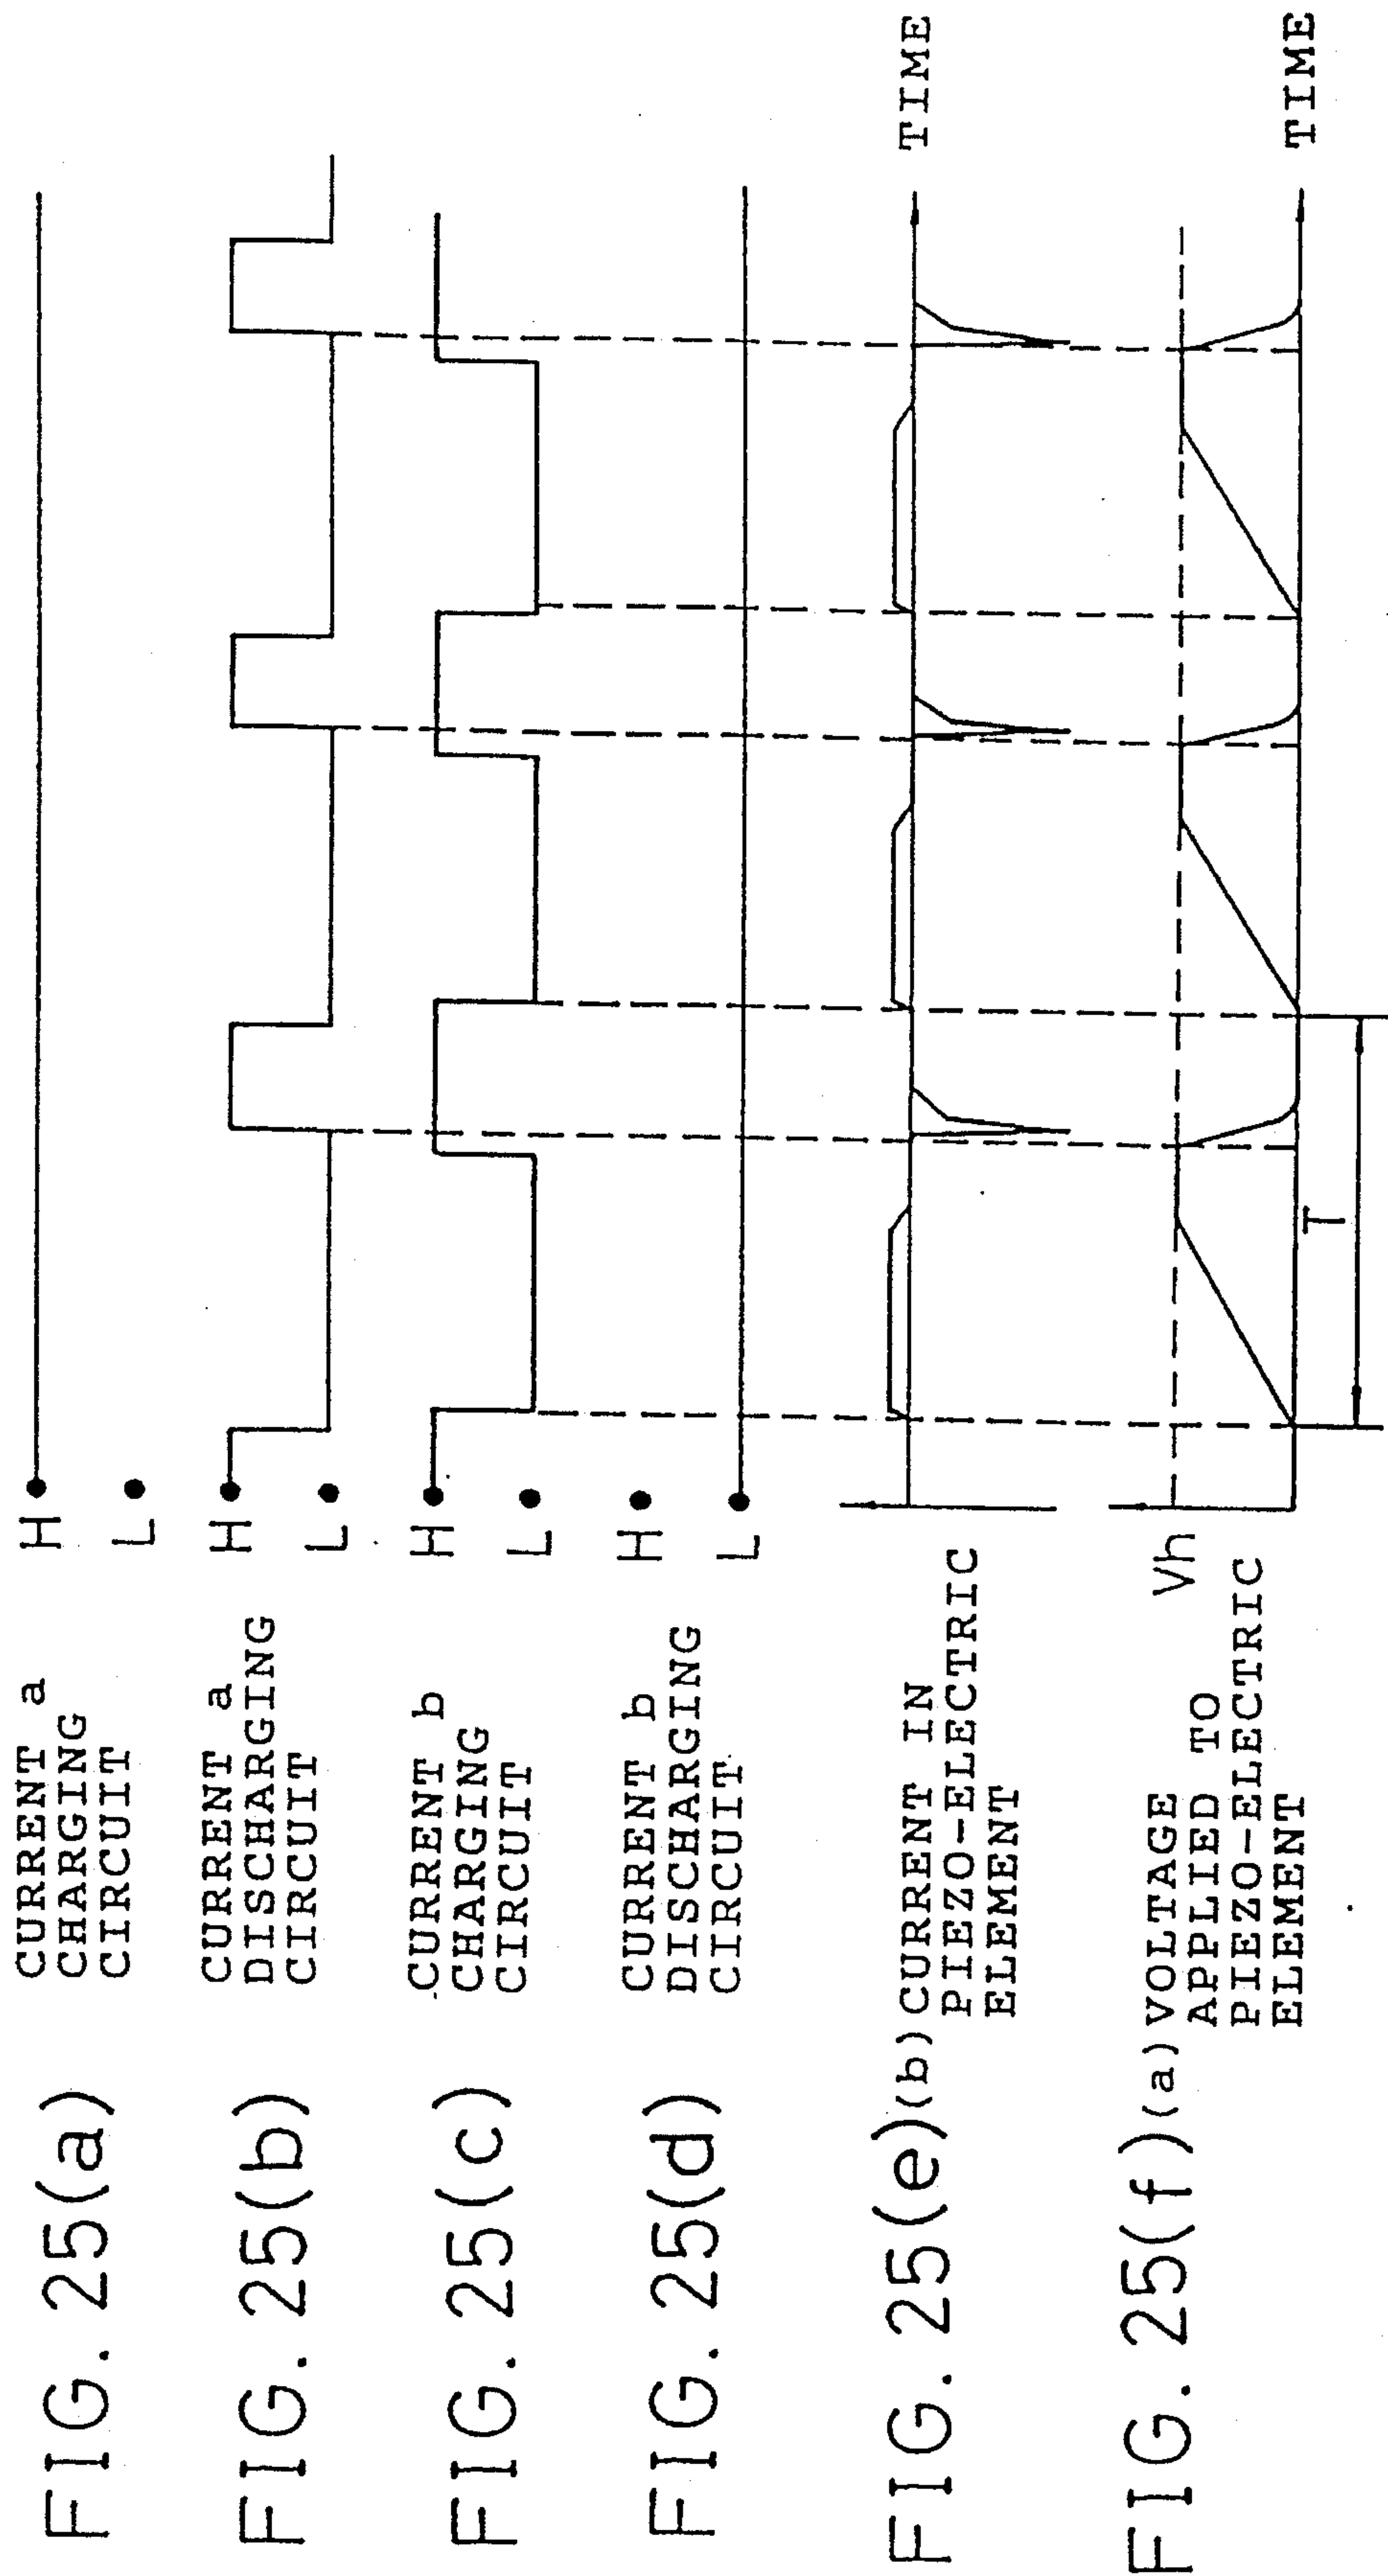 FIG. 25(a)
CURRENT a
CHARGING
CIRCUIT
H
L
FIG. 25(b)
CURRENT a
DISCHARGING
CIRCUIT
H
L
FIG. 25(c)
CURRENT b
CHARGING
CIRCUIT
H
L
FIG. 25(d)
CURRENT b
DISCHARGING
CIRCUIT
H
L
FIG. 25(e)
(b) CURRENT IN
PIEZO-ELECTRIC
ELEMENT
TIME
FIG. 25(f)
(a) VOLTAGE
APPLIED TO
PIEZO-ELECTRIC
ELEMENT
Vh
TIME
T